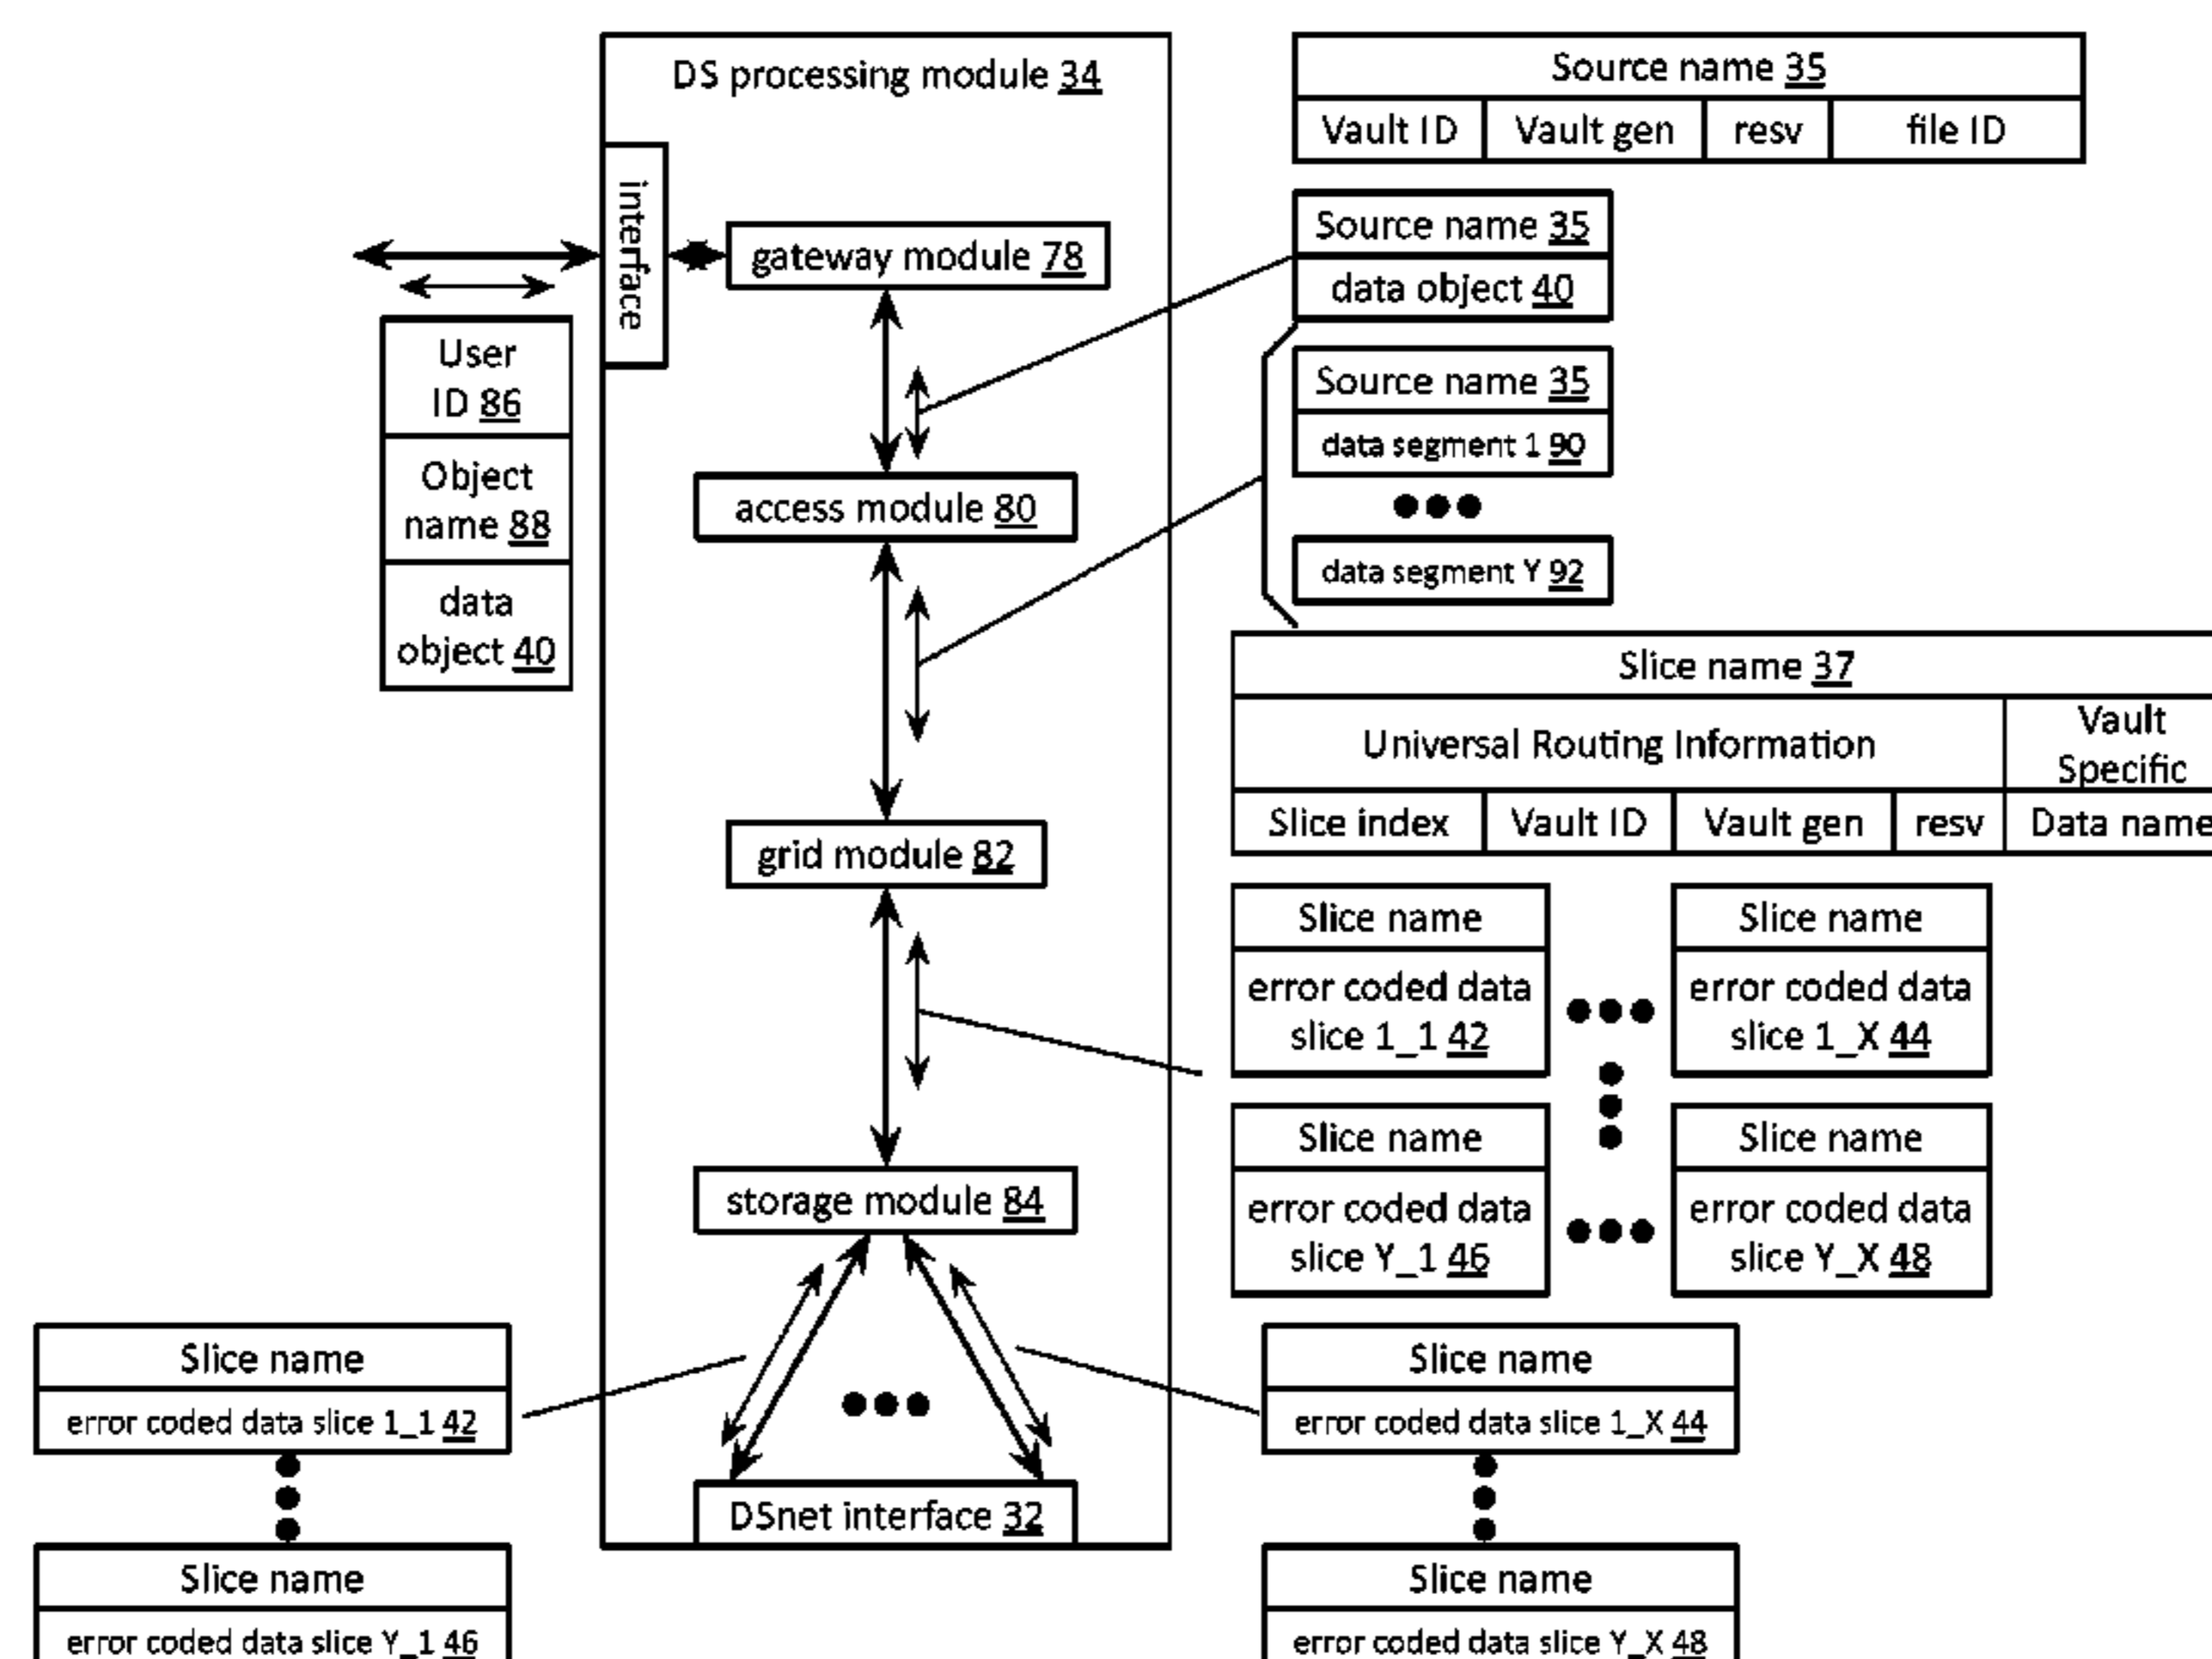 DS processing module 34
interface
gateway module 78
User
ID 86
Object
name 88
data
object 40
access module 80
grid module 82
storage module 84
DSnet interface 32
Source name 35
Vault ID Vault gen resv file ID
Source name 35
data object 40
Source name 35
data segment 1 90
data segment Y 92
Slice name 37
Universal Routing Information
Vault
Specific
Slice index Vault ID Vault gen resv Data name
Slice name
error coded data
slice 1_1 42
Slice name
error coded data
slice 1_X 44
Slice name
error coded data
slice Y_1 46
Slice name
error coded data
slice Y_X 48
Slice name
error coded data slice 1_1 42
Slice name
error coded data slice Y_1 46
Slice name
error coded data slice 1_X 44
Slice name
error coded data slice Y_X 48